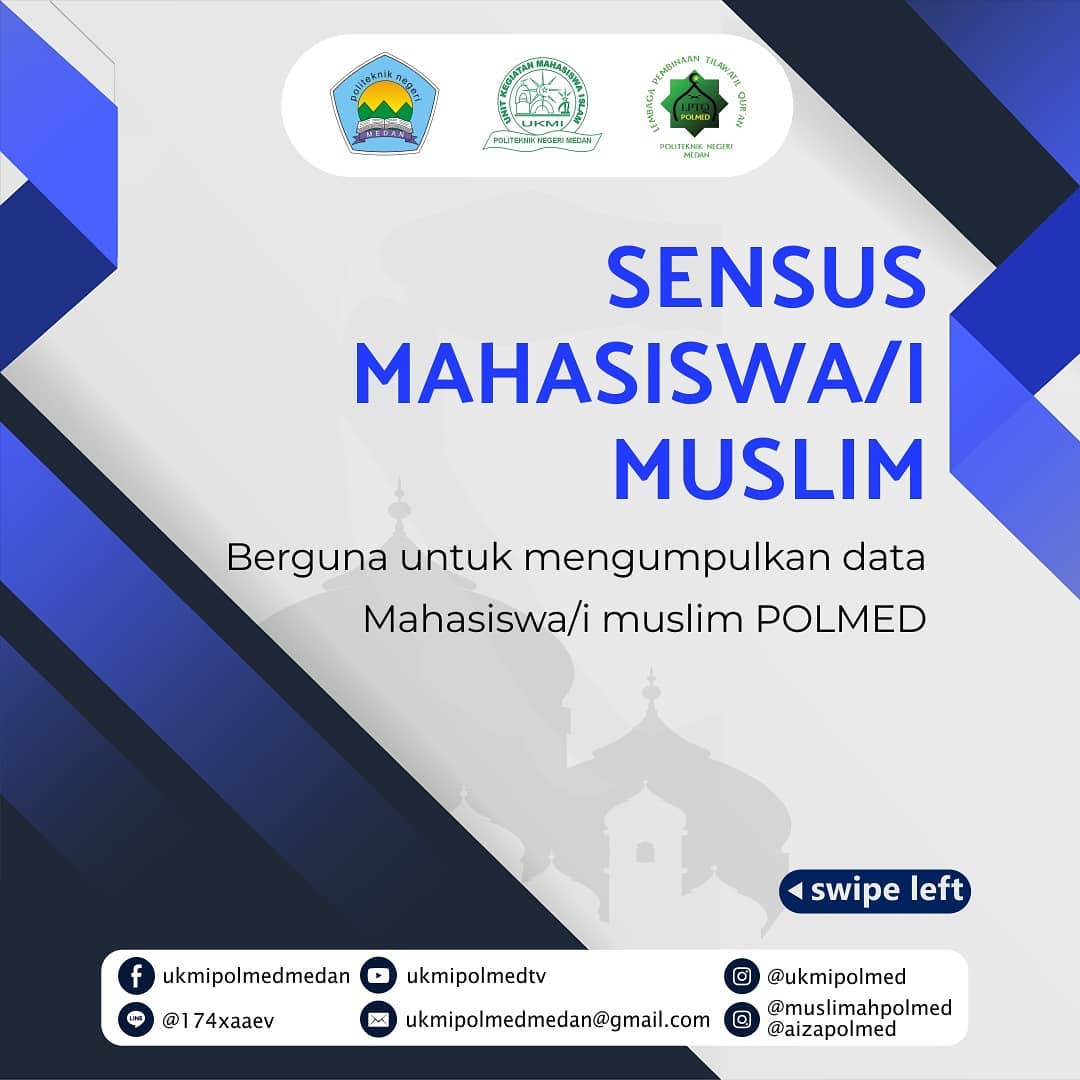 politeknik negeri
MEDAN
UNIT KEGIATAN MAHASISWA ISLAM
UKMI
POLITEKNIK NEGERI MEDAN
LEMBAGA PEMBINAAN TILAWATIL QUR'AN
LPTQ
POLMED
POLITEKNIK NEGERI
MEDAN
SENSUS
MAHASISWA/I
MUSLIM
Berguna untuk mengumpulkan data
Mahasiswa/i muslim POLMED
swipe left
ukmipolmedmedan
ukmipolmedtv
@ukmipolmed
LINE
@174xaaev
ukmipolmedmedan@gmail.com
@muslimahpolmed
@aizapolmed